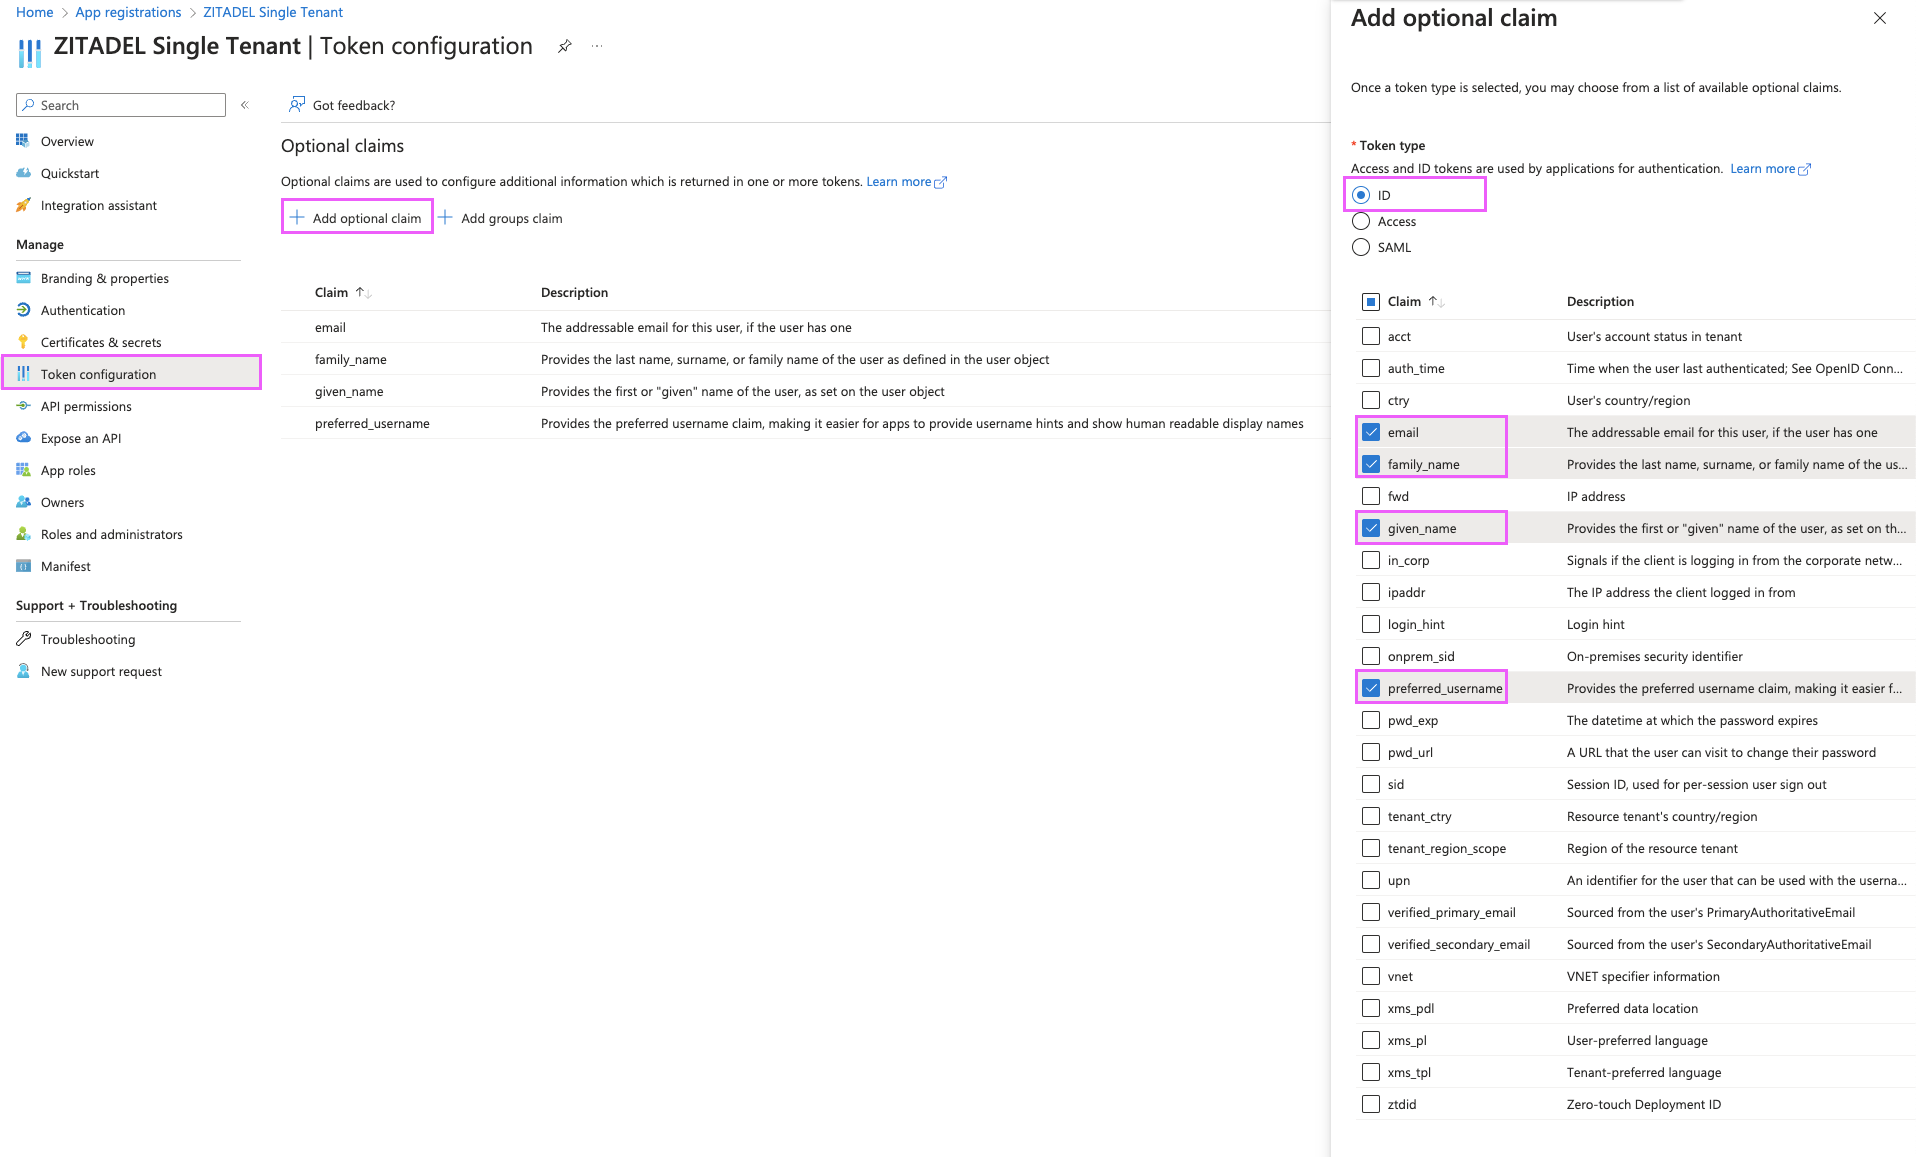 Home > App registrations > ZITADEL Single Tenant
ZITADEL Single Tenant | Token configuration
Search
Overview
Quickstart
Integration assistant
Manage
Branding & properties
Authentication
Certificates & secrets
Token configuration
API permissions
Expose an API
App roles
Owners
Roles and administrators
Manifest
Support + Troubleshooting
Troubleshooting
New support request
Got feedback?
Optional claims
Optional claims are used to configure additional information which is returned in one or more tokens. Learn more
Add optional claim Add groups claim
Claim Description
email The addressable email for this user, if the user has one
family_name Provides the last name, surname, or family name of the user as defined in the user object
given_name Provides the first or "given" name of the user, as set on the user object
preferred_username Provides the preferred username claim, making it easier for apps to provide username hints and show human readable display names
Add optional claim
Once a token type is selected, you may choose from a list of available optional claims.
* Token type
Access and ID tokens are used by applications for authentication. Learn more
ID
Access
SAML
Claim Description
acct User's account status in tenant
auth_time Time when the user last authenticated; See OpenID Conn...
ctry User's country/region
email The addressable email for this user, if the user has one
family_name Provides the last name, surname, or family name of the us...
fwd IP address
given_name Provides the first or "given" name of the user, as set on th...
in_corp Signals if the client is logging in from the corporate netw...
ipaddr The IP address the client logged in from
login_hint Login hint
onprem_sid On-premises security identifier
preferred_username Provides the preferred username claim, making it easier f...
pwd_exp The datetime at which the password expires
pwd_url A URL that the user can visit to change their password
sid Session ID, used for per-session user sign out
tenant_ctry Resource tenant's country/region
tenant_region_scope Region of the resource tenant
upn An identifier for the user that can be used with the userna...
verified_primary_email Sourced from the user's PrimaryAuthoritativeEmail
verified_secondary_email Sourced from the user's SecondaryAuthoritativeEmail
vnet VNET specifier information
xms_pdl Preferred data location
xms_pl User-preferred language
xms_tpl Tenant-preferred language
ztdid Zero-touch Deployment ID